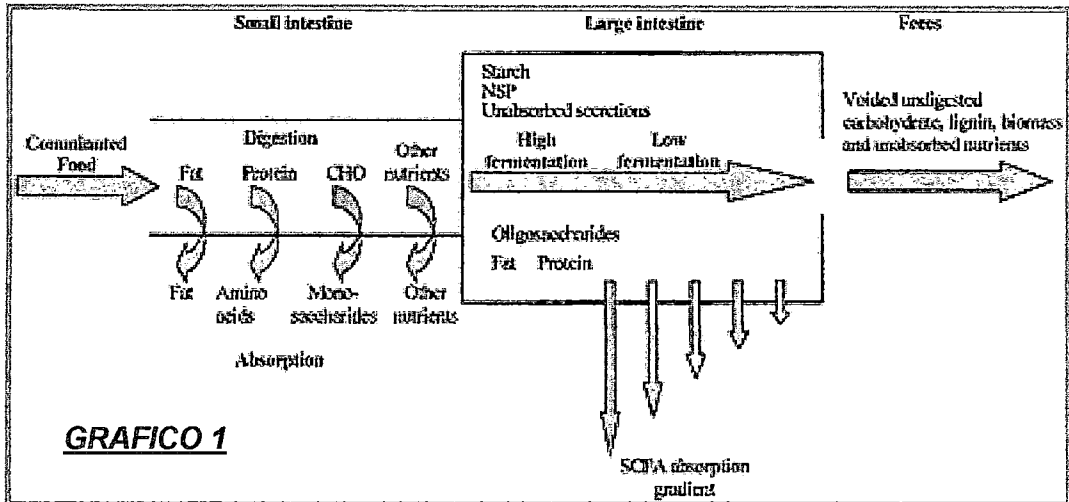 Small intestine
Large intestine
Feces
Starch
NSP
Unabsorbed secretions
High fermentation
Low fermentation
Oligosaccharides
Fat Protein
Voided undigested
carbohydrate, lignin, biomass
and unabsorbed nutrients
Food
Digestion
Fat
Protein
CHO
Other
nutrients
Fat
Amino
acids
Mono-
saccharides
Other
nutrients
Absorption
SCFA absorption
gradient
GRAFICO 1